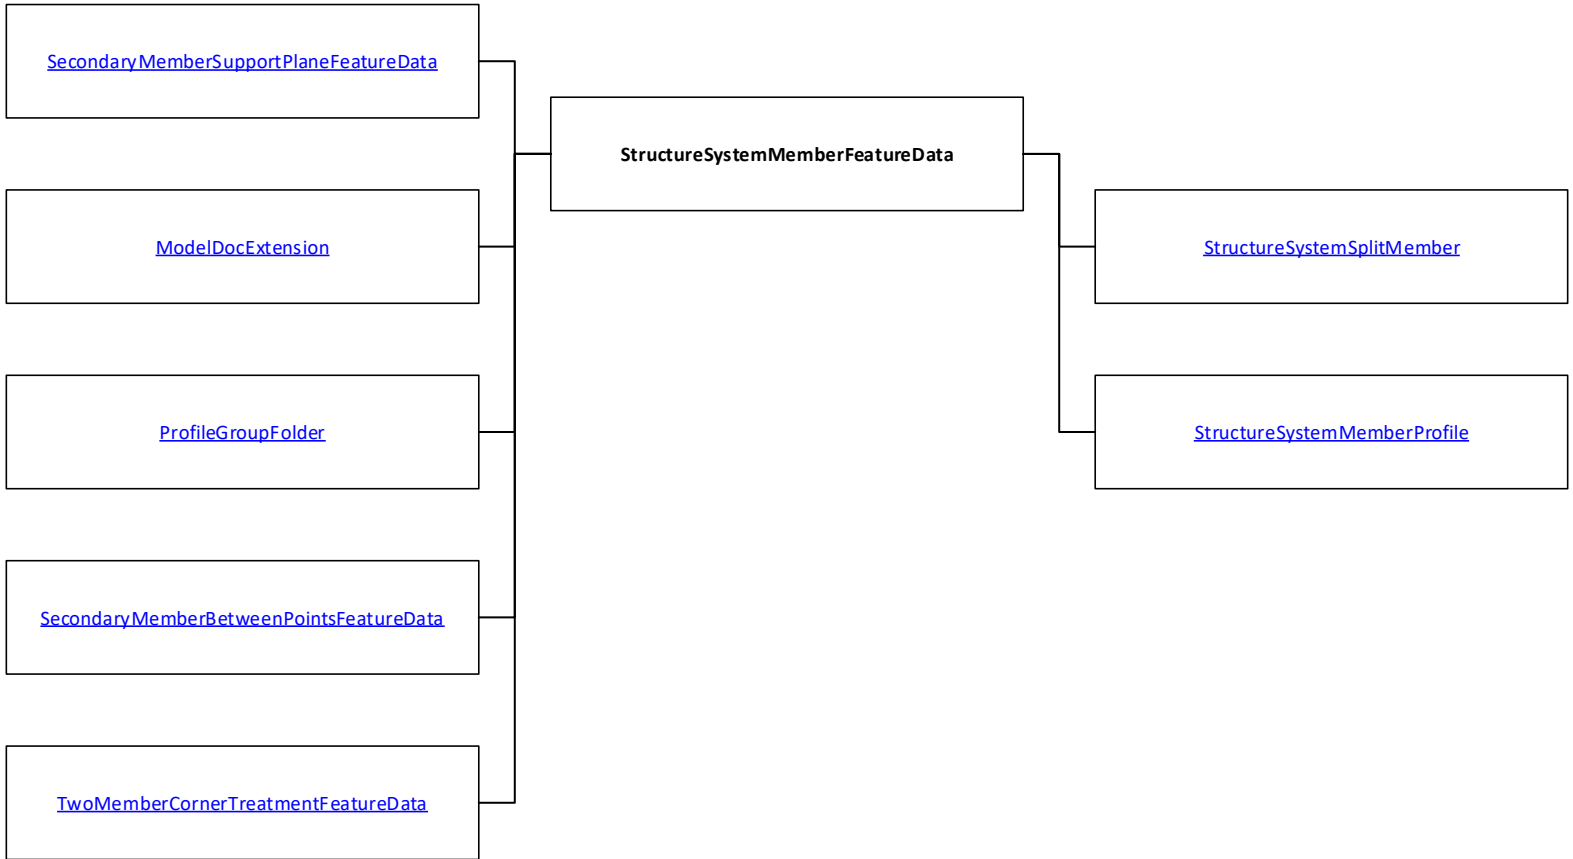 SecondaryMemberSupportPlaneFeatureData
StructureSystemMemberFeatureData
ModelDocExtension
StructureSystemSplitMember
ProfileGroupFolder
StructureSystemMemberProfile
SecondaryMemberBetweenPointsFeatureData
TwoMemberCornerTreatmentFeatureData